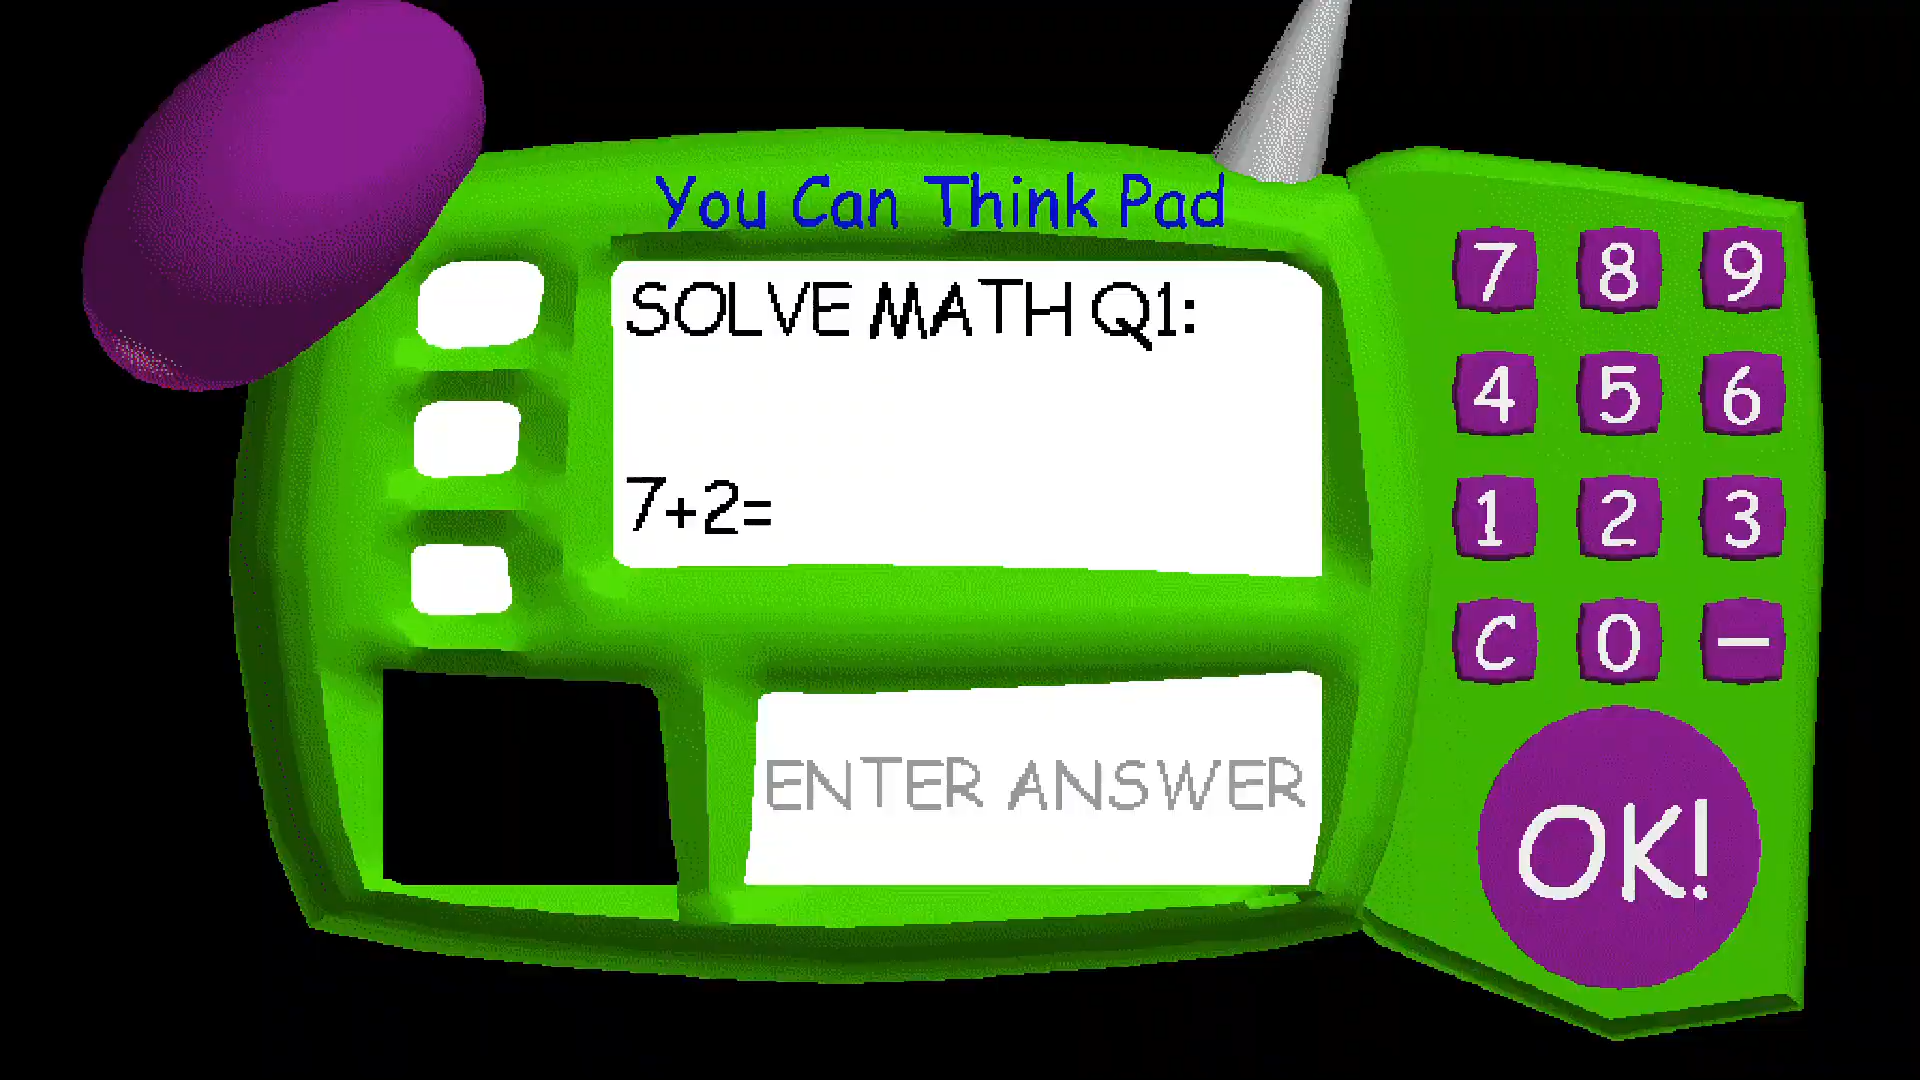 You Can Think Pad
SOLVE MATH Q1:
7+2=
ENTER ANSWER
7 8 9
4 5 6
1 2 3
C 0 –
OK!